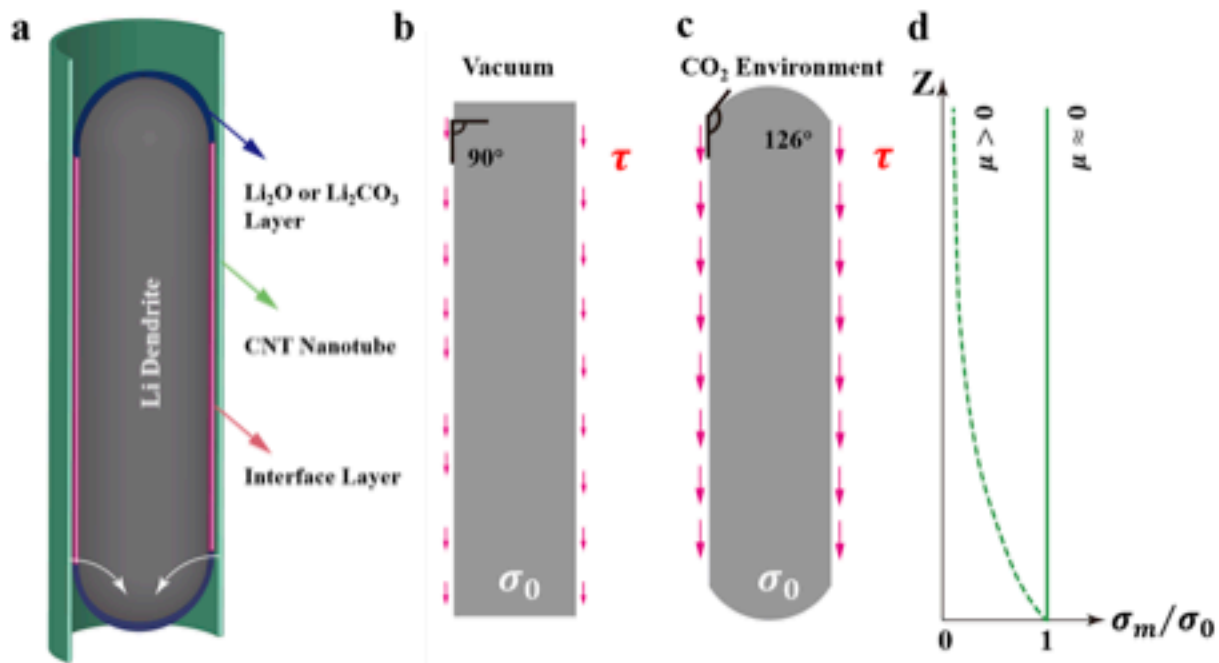 a
Li₂O or Li₂CO₃
Layer
CNT Nanotube
Interface Layer
Li Dendrite
b
Vacuum
90°
τ
σ₀
c
CO₂ Environment
126°
τ
σ₀
d
Z
μ > 0
μ ≈ 0
0
1
σₘ/σ₀